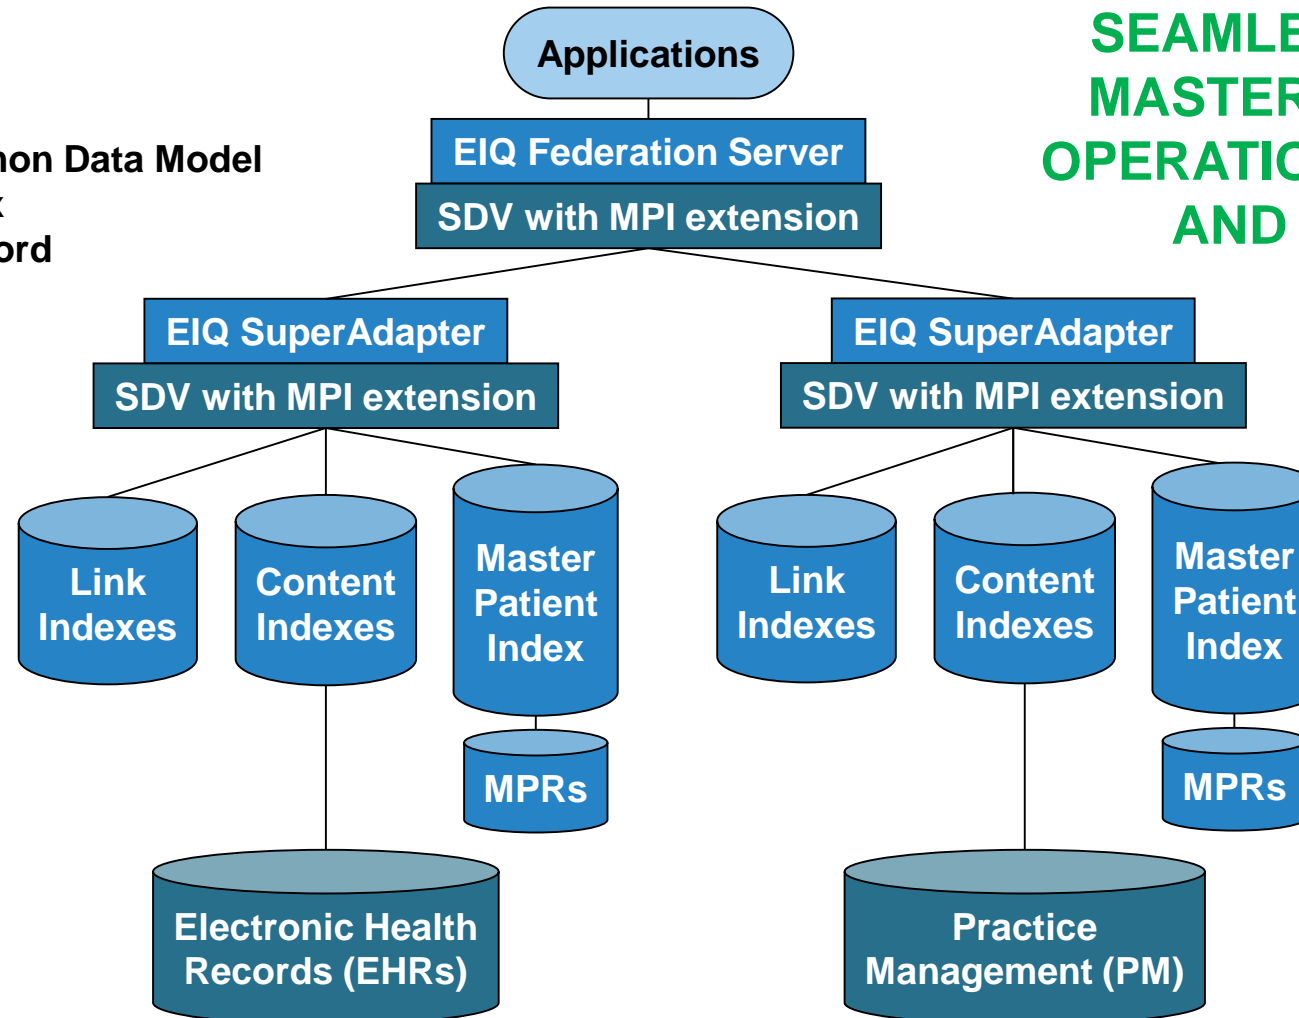 Applications
SEAMLE
MASTER
OPERATIO
AND
mon Data Model
x
ord
EIQ Federation Server
SDV with MPI extension
EIQ SuperAdapter
SDV with MPI extension
EIQ SuperAdapter
SDV with MPI extension
Link
Indexes
Content
Indexes
Master
Patient
Index
MPRs
Link
Indexes
Content
Indexes
Master
Patient
Index
MPRs
Electronic Health
Records (EHRs)
Practice
Management (PM)